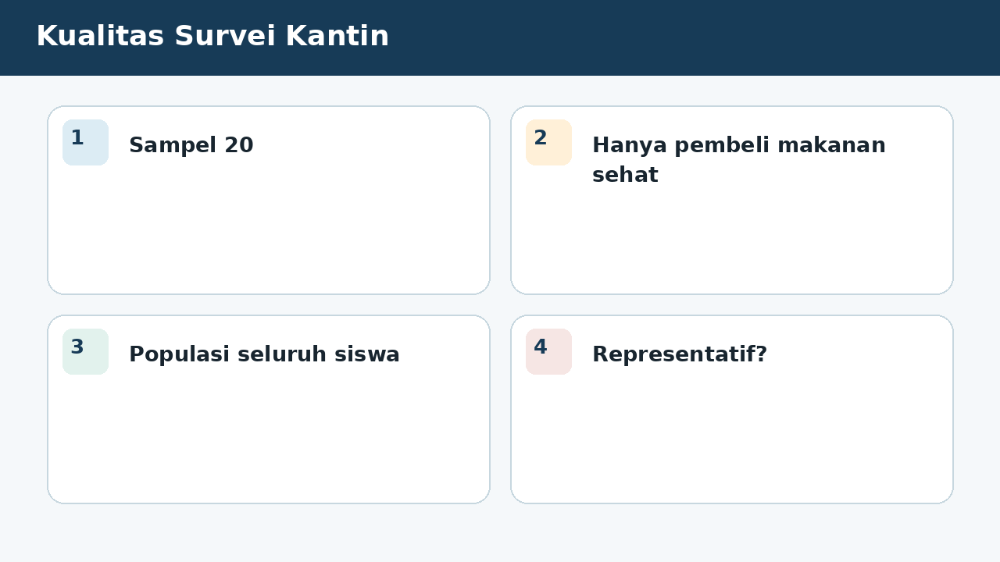 Kualitas Survei Kantin
1
Sampel 20
2
Hanya pembeli makanan
sehat
3
Populasi seluruh siswa
4
Representatif?